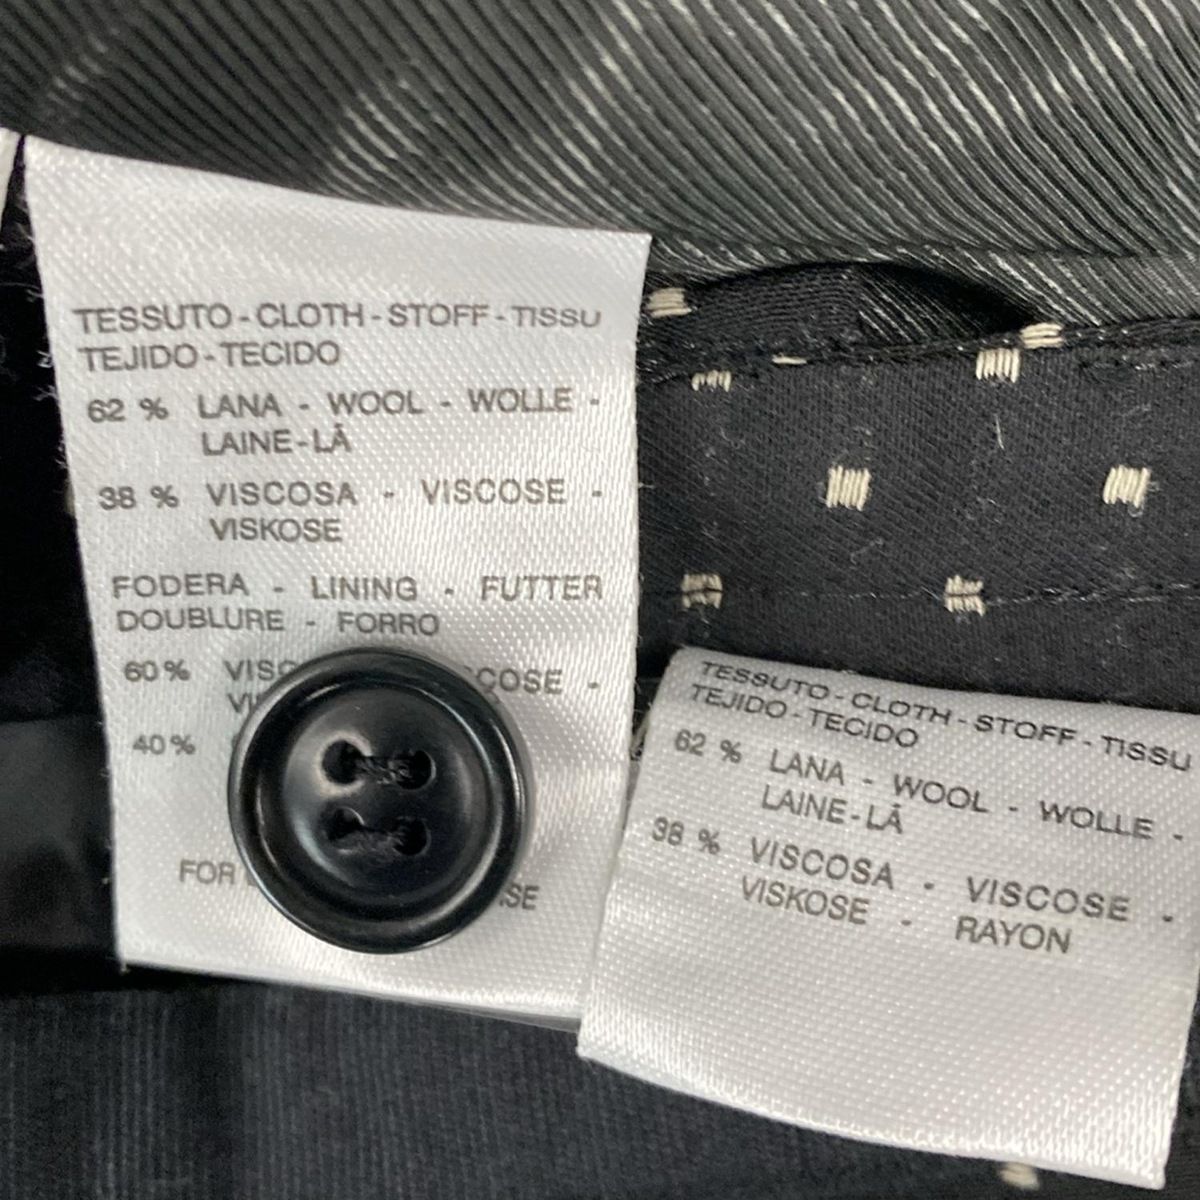 TESSUTO - CLOTH - STOFF - TISSU
TEJIDO - TECIDO
62 % LANA - WOOL - WOLLE -
LAINE-LÃ
38 % VISCOSA - VISCOSE -
VISKOSE
FODERA - LINING - FUTTER
DOUBLURE - FORRO
60 %
40 %
FOR
TESSUTO - CLOTH - STOFF - TISSU
TEJIDO - TECIDO
62 % LANA - WOOL - WOLLE -
LAINE-LÃ
38 % VISCOSA - VISCOSE -
VISKOSE - RAYON